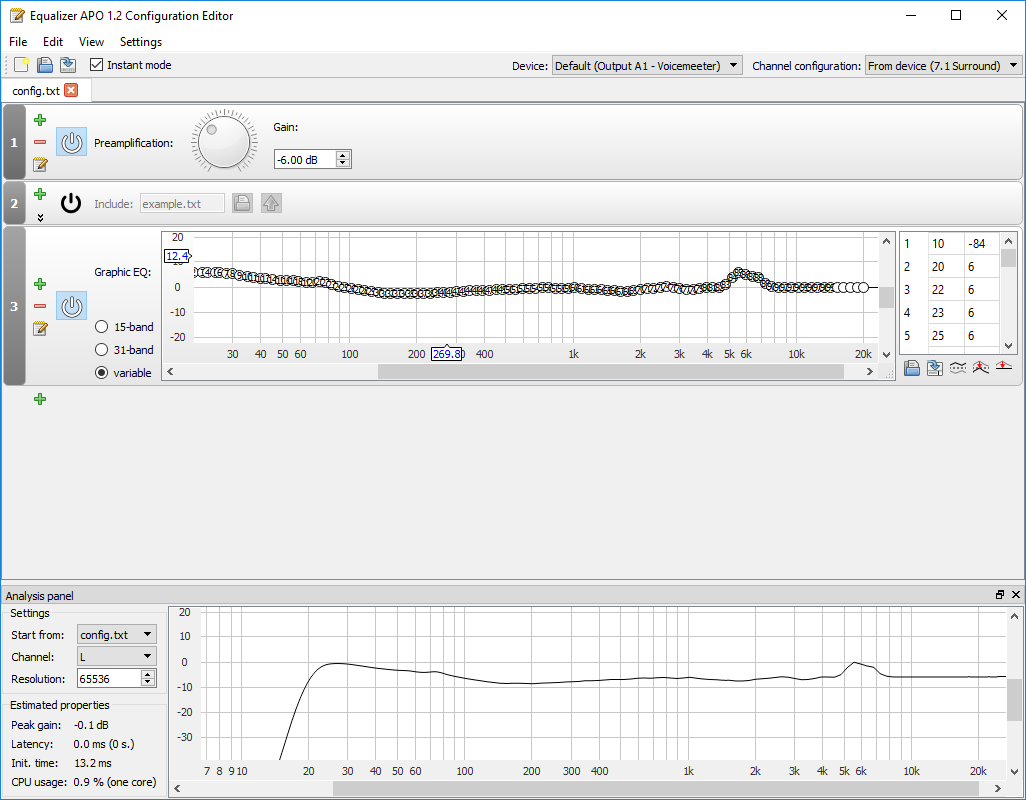 Equalizer APO 1.2 Configuration Editor
File Edit View Settings
Instant mode Device: Default (Output A1 - Voicemeeter) Channel configuration: From device (7.1 Surround)
config.txt
1 Preamplification: Gain:
-6.00 dB
2 Include: example.txt
3 Graphic EQ:
15-band
31-band
variable
20
12.4
0
-10
-20
30 40 50 60 100 200 269.8 400 1k 2k 3k 4k 5k 6k 10k 20k
1 10 -84
2 20 6
3 22 6
4 23 6
5 25 6
Analysis panel
Settings
Start from: config.txt
Channel: L
Resolution: 65536
Estimated properties
Peak gain: -0.1 dB
Latency: 0.0 ms (0 s.)
Init. time: 13.2 ms
CPU usage: 0.9 % (one core)
20
10
0
-10
-20
-30
7 8 9 10 20 30 40 50 60 100 200 300 400 1k 2k 3k 4k 5k 6k 10k 20k